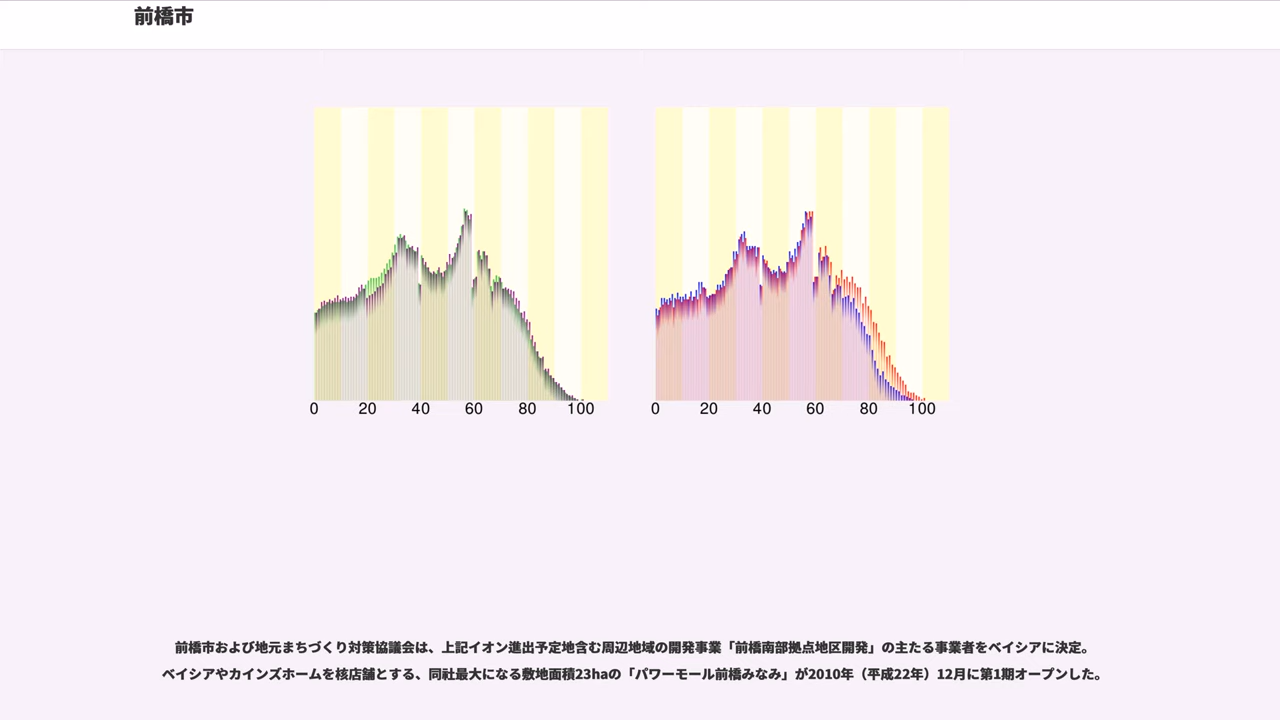 前橋市
0 20 40 60 80 100
0 20 40 60 80 100
前橋市および地元まちづくり対策協議会は、上記イオン進出予定地含む周辺地域の開発事業「前橋南部拠点地区開発」の主たる事業者をベイシアに決定。
ベイシアやカインズホームを核店舗とする、同社最大になる敷地面積23haの「パワーモール前橋みなみ」が2010年（平成22年）12月に第1期オープンした。